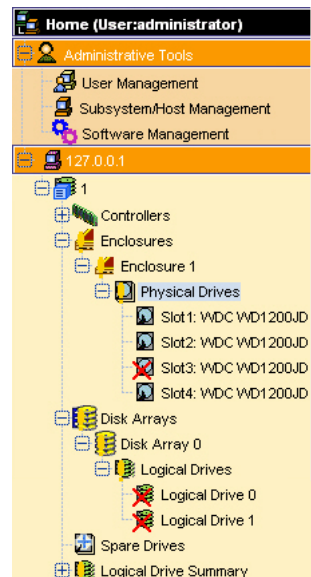 Home (User:administrator)
Administrative Tools
User Management
Subsystem/Host Management
Software Management
127.0.0.1
1
Controllers
Enclosures
Enclosure 1
Physical Drives
Slot1: WDC WD1200JD
Slot2: WDC WD1200JD
Slot3: WDC WD1200JD
Slot4: WDC WD1200JD
Disk Arrays
Disk Array 0
Logical Drives
Logical Drive 0
Logical Drive 1
Spare Drives
Logical Drive Summary